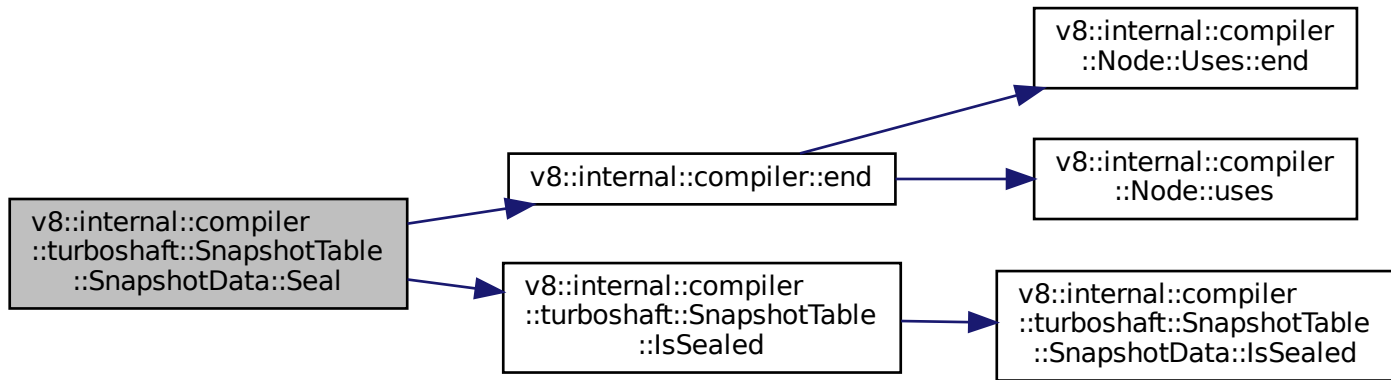 v8::internal::compiler
::turboshaft::SnapshotTable
::SnapshotData::Seal
v8::internal::compiler::end
v8::internal::compiler
::Node::Uses::end
v8::internal::compiler
::Node::uses
v8::internal::compiler
::turboshaft::SnapshotTable
::IsSealed
v8::internal::compiler
::turboshaft::SnapshotTable
::SnapshotData::IsSealed